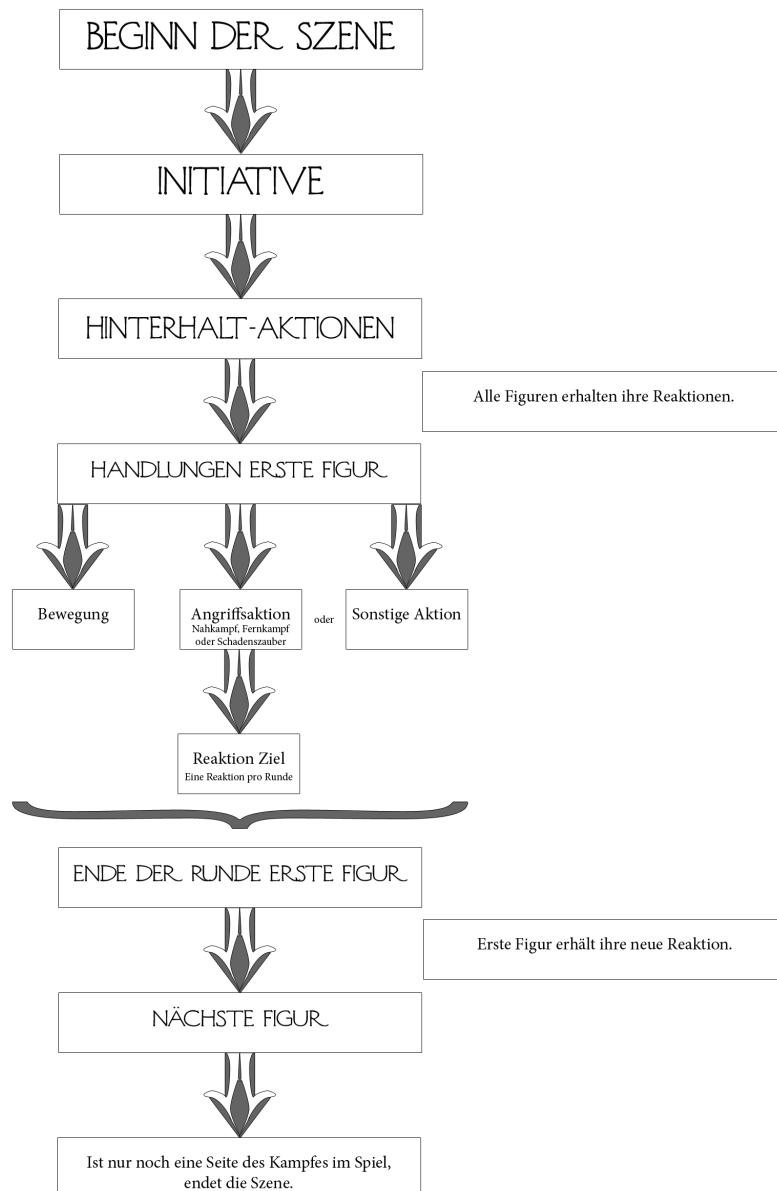 BEGINN DER SZENE
INITIATIVE
HINTERHALT-AKTIONEN
Alle Figuren erhalten ihre Reaktionen.
HANDLUNGEN ERSTE FIGUR
Bewegung
Angriffsaktion
Nahkampf, Fernkampf
oder Schadenszauber
oder
Sonstige Aktion
Reaktion Ziel
Eine Reaktion pro Runde
ENDE DER RUNDE ERSTE FIGUR
Erste Figur erhält ihre neue Reaktion.
NÄCHSTE FIGUR
Ist nur noch eine Seite des Kampfes im Spiel,
endet die Szene.